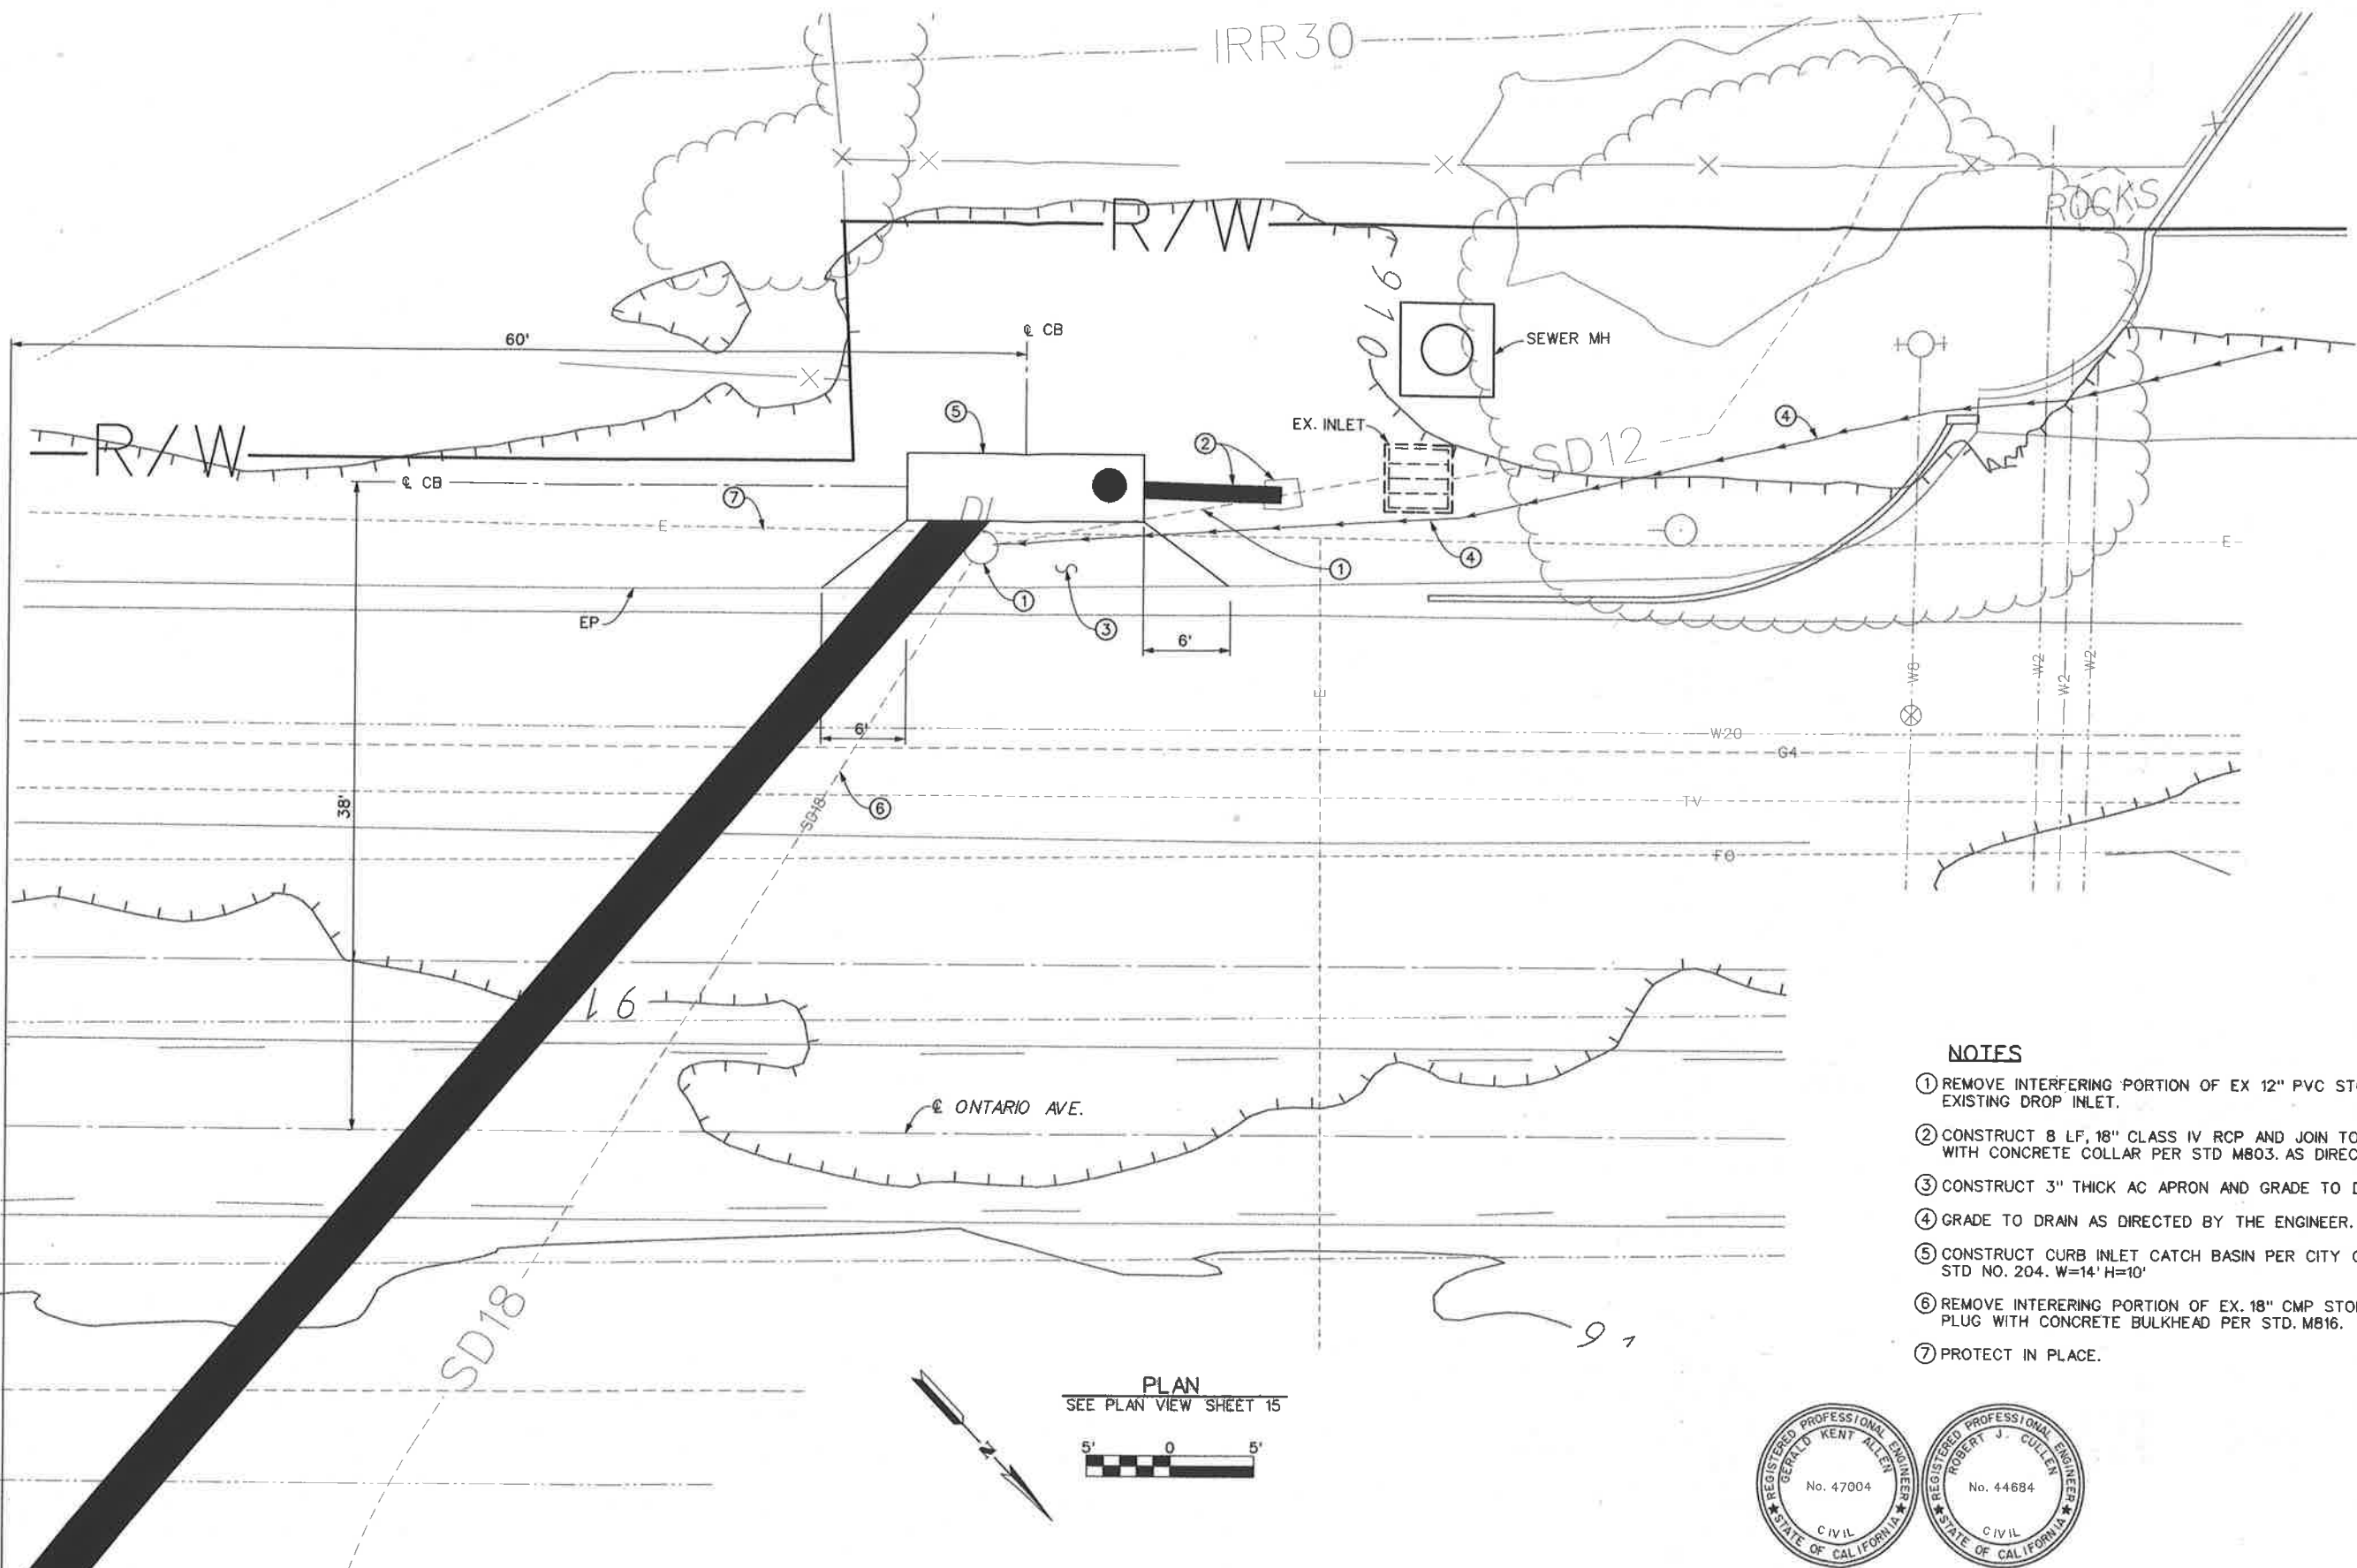 IRR30
ROCKS
R/W
910
60'
℄ CB
SEWER MH
⑤
②
EX. INLET
④
R/W
SD12
℄ CB
⑦
E
DI
E
④
①
①
S
③
EP
6'
W8
W2
W2
W2
E
6'
W20
G4
38'
SD18
⑥
TV
FO
916
℄ ONTARIO AVE.
SD18
91
NOTES
① REMOVE INTERFERING PORTION OF EX 12" PVC
EXISTING DROP INLET.
② CONSTRUCT 8 LF, 18" CLASS IV RCP AND JOIN TO
WITH CONCRETE COLLAR PER STD M803. AS
③ CONSTRUCT 3" THICK AC APRON AND GRADE TO
④ GRADE TO DRAIN AS DIRECTED BY THE ENGINEER.
⑤ CONSTRUCT CURB INLET CATCH BASIN PER CITY
STD NO. 204. W=14' H=10'
⑥ REMOVE INTERERING PORTION OF EX. 18" CMP
PLUG WITH CONCRETE BULKHEAD PER STD. M816.
⑦ PROTECT IN PLACE.
N
PLAN
SEE PLAN VIEW SHEET 15
5' 0 5'
REGISTERED PROFESSIONAL ENGINEER
GERALD KENT ALLEN
No. 47004
CIVIL
STATE OF CALIFORNIA
REGISTERED PROFESSIONAL ENGINEER
ROBERT J. CULLEN
No. 44684
CIVIL
STATE OF CALIFORNIA